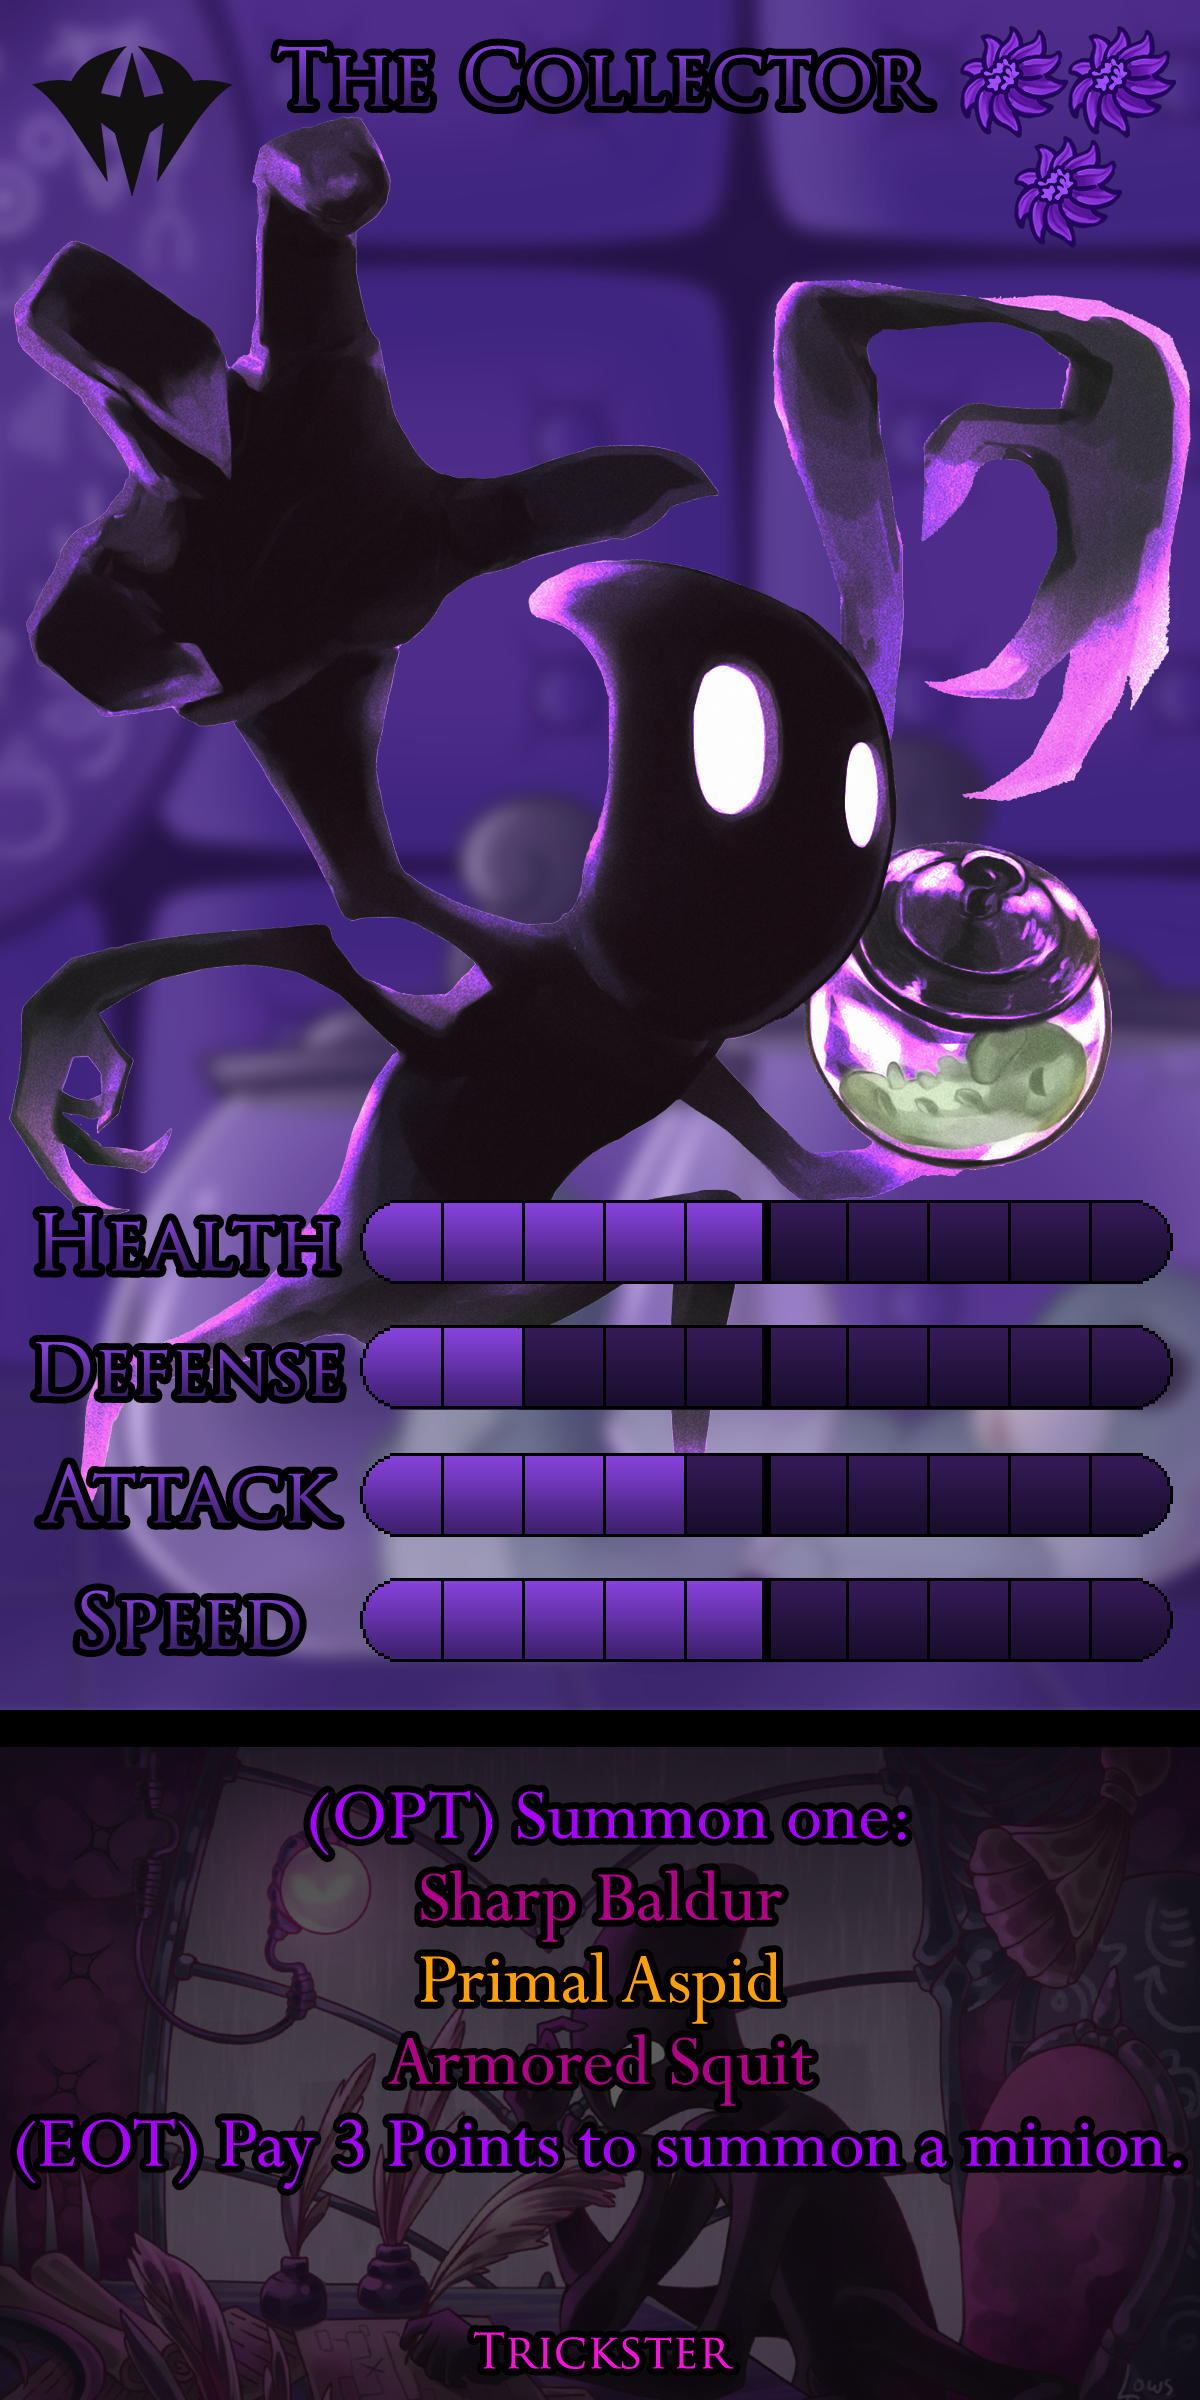 The Collector
Health
Defense
Attack
Speed
(OPT) Summon one:
Sharp Baldur
Primal Aspid
Armored Squit
(EOT) Pay 3 Points to summon a minion.
Trickster
Lows